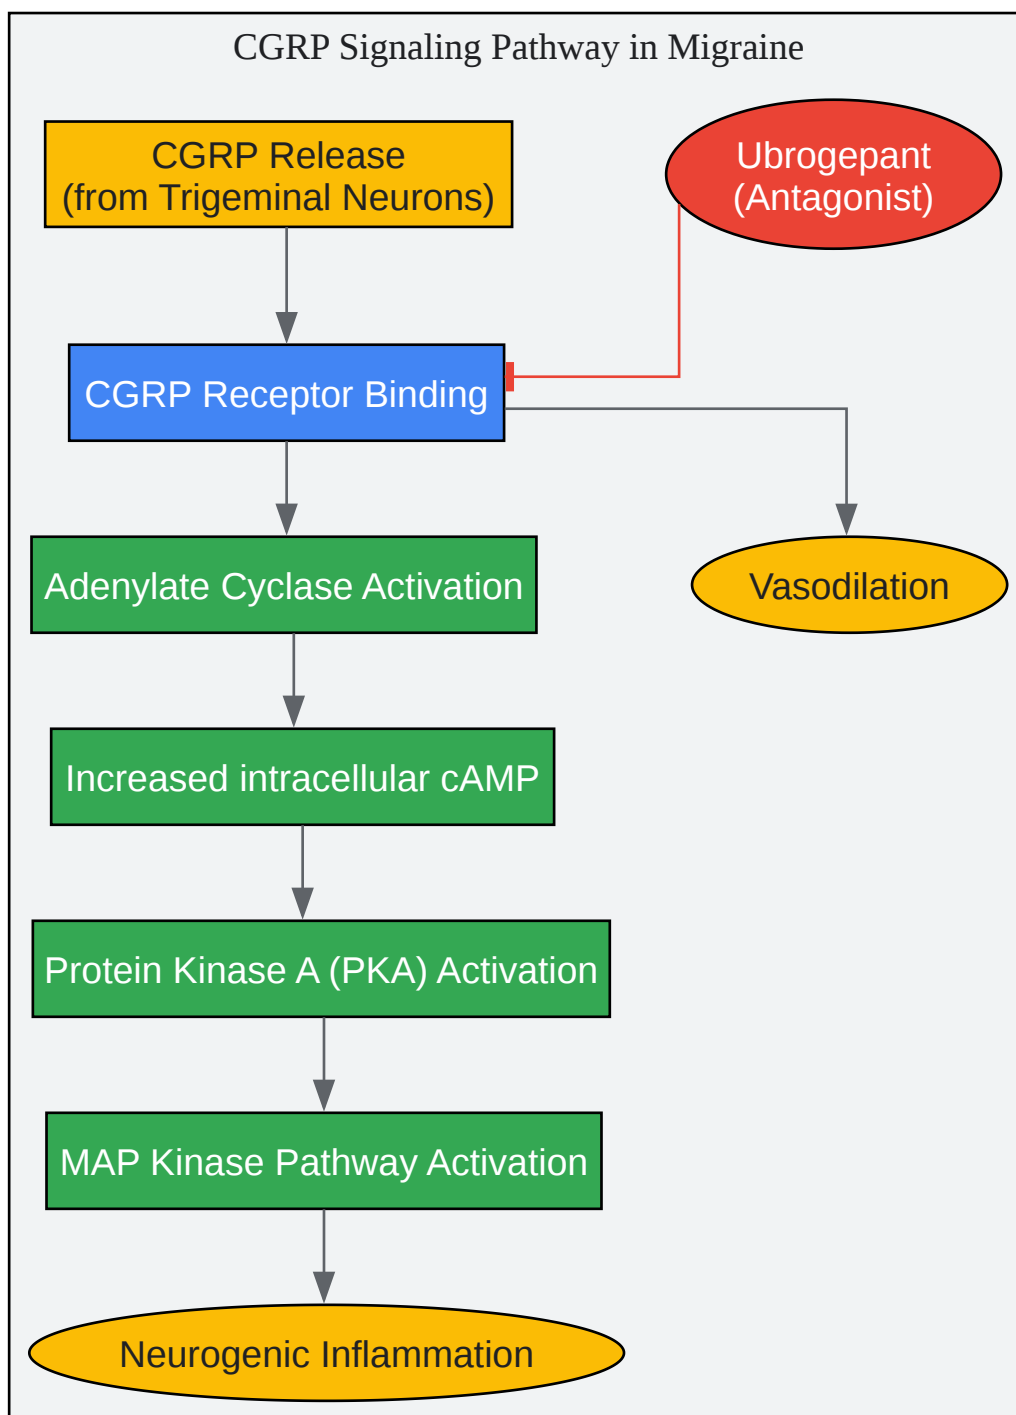 CGRP Signaling Pathway in Migraine
CGRP Release
(from Trigeminal Neurons)
Ubrogepant
(Antagonist)
CGRP Receptor Binding
Adenylate Cyclase Activation
Vasodilation
Increased intracellular cAMP
Protein Kinase A (PKA) Activation
MAP Kinase Pathway Activation
Neurogenic Inflammation